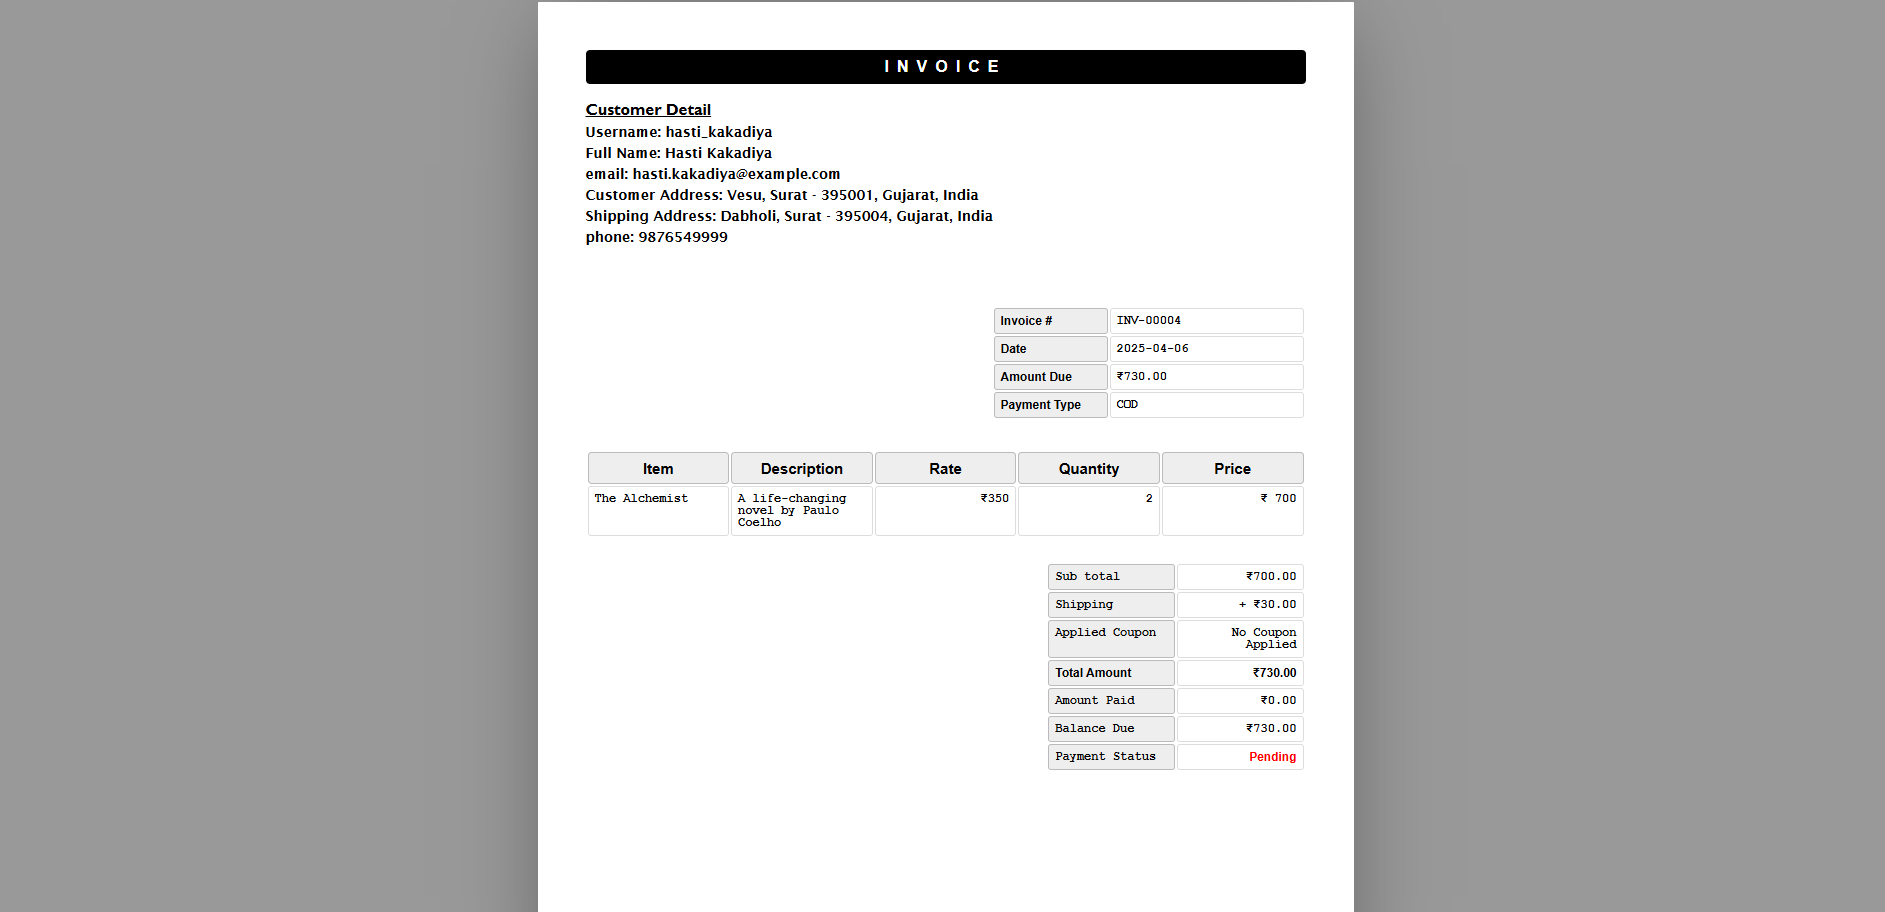 INVOICE
Customer Detail
Username: hasti_kakadiya
Full Name: Hasti Kakadiya
email: hasti.kakadiya@example.com
Customer Address: Vesu, Surat - 395001, Gujarat, India
Shipping Address: Dabholi, Surat - 395004, Gujarat, India
phone: 9876549999
Invoice # INV-00004
Date 2025-04-06
Amount Due ₹730.00
Payment Type COD
Item Description Rate Quantity Price
The Alchemist A life-changing ₹350 2 ₹ 700
novel by Paulo
Coelho
Sub total ₹700.00
Shipping + ₹30.00
Applied Coupon No Coupon
Applied
Total Amount ₹730.00
Amount Paid ₹0.00
Balance Due ₹730.00
Payment Status Pending